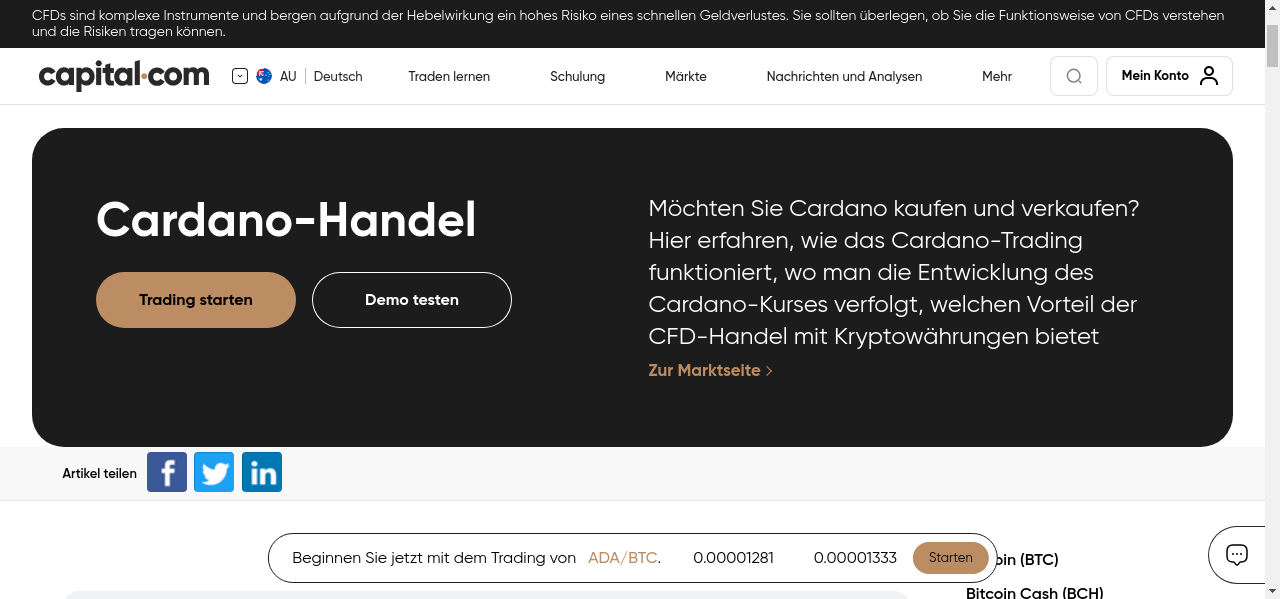 CFDs sind komplexe Instrumente und bergen aufgrund der Hebelwirkung ein hohes Risiko eines schnellen Geldverlustes. Sie sollten überlegen, ob Sie die Funktionsweise von CFDs verstehen
und die Risiken tragen können.
capital.com
AU
Deutsch
Traden lernen
Schulung
Märkte
Nachrichten und Analysen
Mehr
Mein Konto
Cardano-Handel
Trading starten
Demo testen
Möchten Sie Cardano kaufen und verkaufen?
Hier erfahren, wie das Cardano-Trading
funktioniert, wo man die Entwicklung des
Cardano-Kurses verfolgt, welchen Vorteil der
CFD-Handel mit Kryptowährungen bietet
Zur Marktseite
Artikel teilen
Beginnen Sie jetzt mit dem Trading von ADA/BTC. 0.00001281 0.00001333 Starten
(BTC)
Bitcoin Cash (BCH)